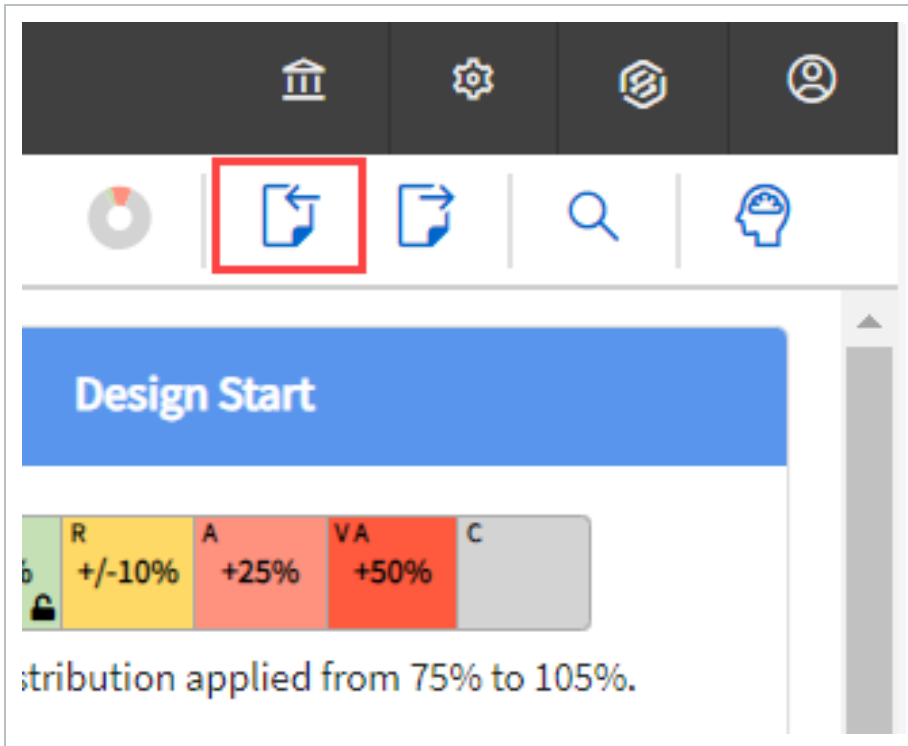 Design Start
% R A VA C
+/-10% +25% +50%
stribution applied from 75% to 105%.